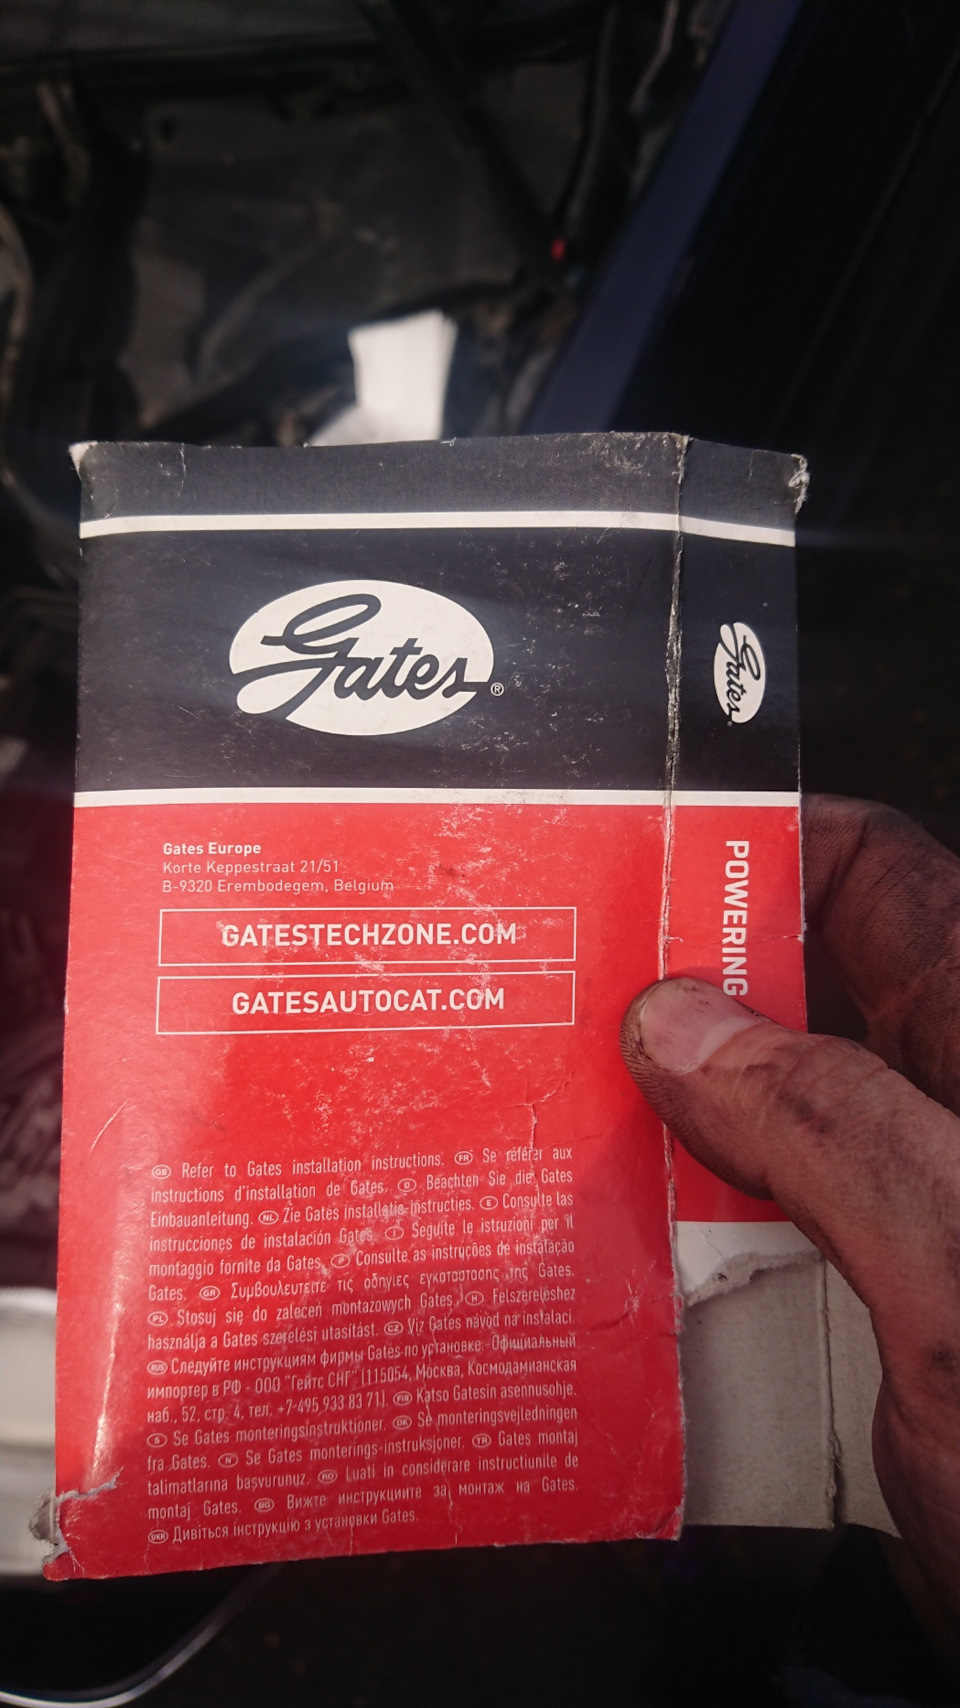 Gates®
Gates
Gates Europe
Korte Keppestraat 21/51
B-9320 Erembodegem, Belgium
GATESTECHZONE.COM
GATESAUTOCAT.COM
POWERING
GB Refer to Gates installation instructions. FR Se référer aux
instructions d'installation de Gates. D Beachten Sie die Gates
Einbauanleitung. NL Zie Gates installatie-instructies. E Consulte las
instrucciones de instalación Gates. I Seguite le istruzioni per il
montaggio fornite da Gates. P Consulte as instruções de instalação
Gates. GR Συμβουλευτείτε τις οδηγίες εγκατάστασης της Gates.
PL Stosuj się do zaleceń montażowych Gates. H Felszereléshez
használja a Gates szerelési utasítást. CZ Viz Gates návod na instalaci.
RUS Следуйте инструкциям фирмы Gates по установке. Официальный
импортер в РФ - ООО "Гейтс СНГ" (115054, Москва, Космодамианская
наб., 52, стр. 4, тел. +7-495 933 83 71). FIN Katso Gatesin asennusohje.
S Se Gates monteringsinstruktioner. DK Se monteringsvejledningen
fra Gates. N Se Gates monterings-instruksjoner. TR Gates montaj
talimatlarına başvurunuz. RO Luati in considerare instructiunile de
montaj Gates. BG Вижте инструкциите за монтаж на Gates.
UKR Дивіться інструкцію з установки Gates.